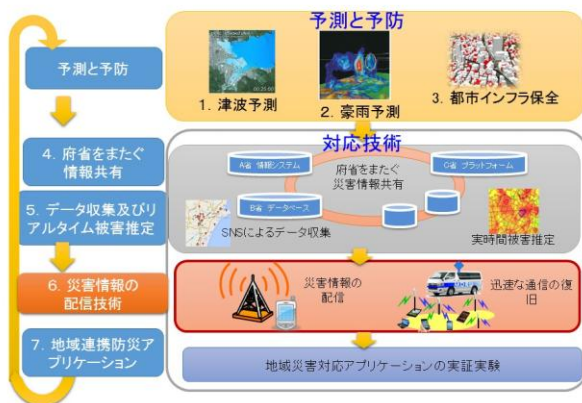 予測と予防
予測と予防
1. 津波予測
2. 豪雨予測
3. 都市インフラ保全
4. 府省をまたぐ
情報共有
5. データ収集及びリ
アルタイム被害推定
6. 災害情報の
配信技術
7. 地域連携防災ア
プリケーション
対応技術
A省 情報システム
府省をまたぐ
災害情報共有
C省 プラットフォーム
B省 データベース
SNSによるデータ収集
実時間被害推定
災害情報の
配信
迅速な通信の復
旧
地域災害対応アプリケーションの実証実験